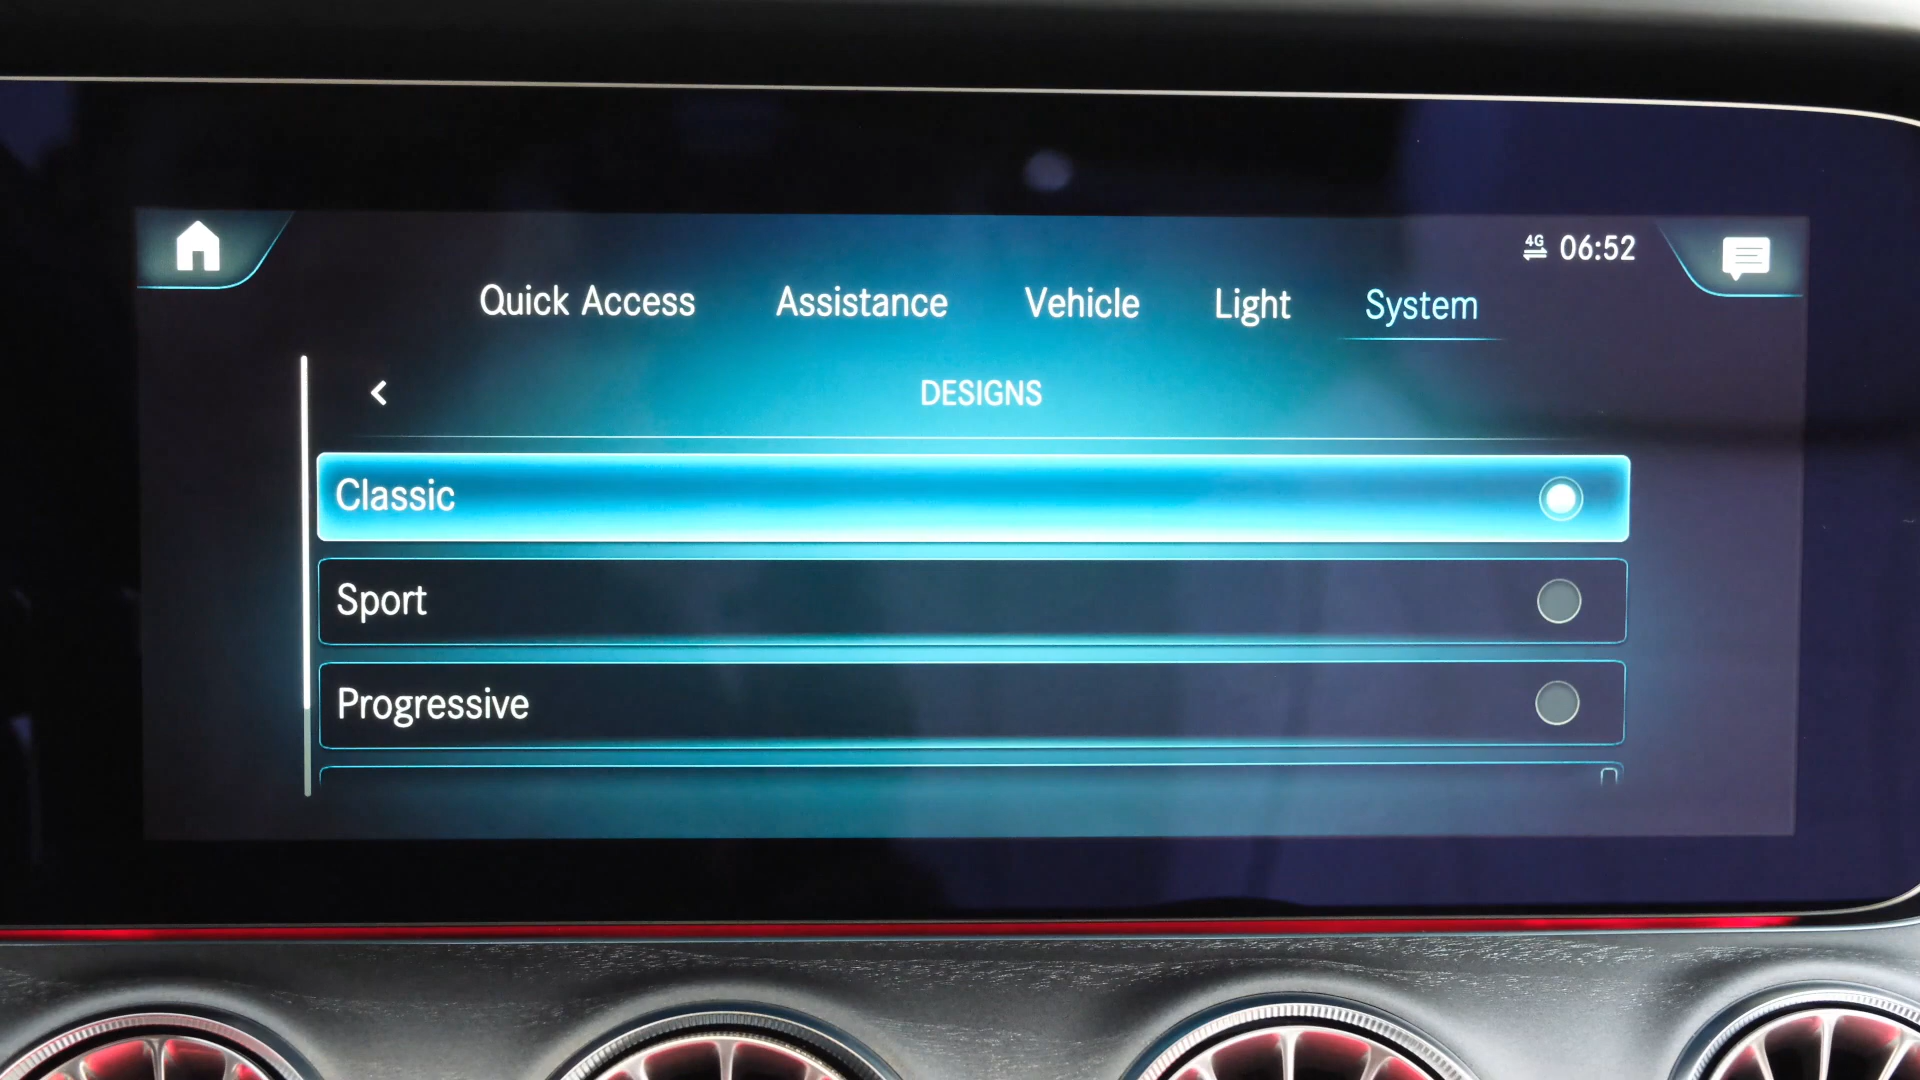 4G 06:52
Quick Access Assistance Vehicle Light System
DESIGNS
Classic
Sport
Progressive